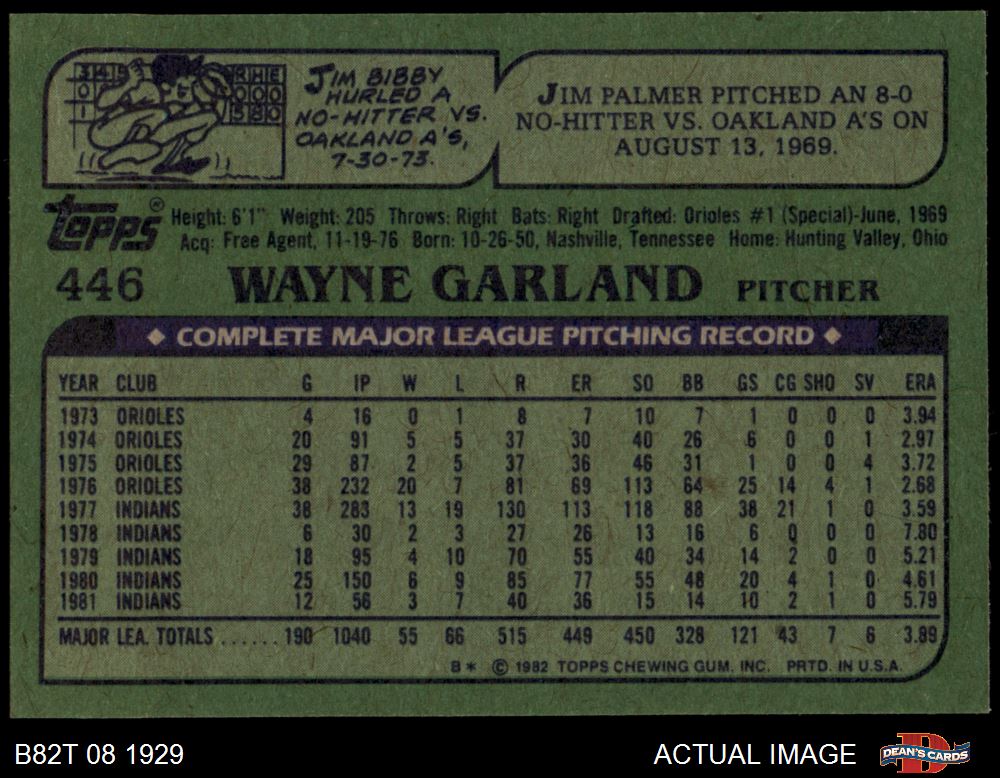 3 4 5 R H E
0 0 0 0
1 5 8 0
JIM BIBBY
HURLED A
NO-HITTER VS.
OAKLAND A'S,
7-30-73.
JIM PALMER PITCHED AN 8-0
NO-HITTER VS. OAKLAND A'S ON
AUGUST 13, 1969.
Topps®
Height: 6'1" Weight: 205 Throws: Right Bats: Right Drafted: Orioles #1 (Special)-June, 1969
Acq: Free Agent, 11-19-76 Born: 10-26-50, Nashville, Tennessee Home: Hunting Valley, Ohio
446 WAYNE GARLAND PITCHER
◆ COMPLETE MAJOR LEAGUE PITCHING RECORD ◆
YEAR CLUB G IP W L R ER SO BB GS CG SHO SV ERA
1973 ORIOLES 4 16 0 1 8 7 10 7 1 0 0 0 3.94
1974 ORIOLES 20 91 5 5 37 30 40 26 6 0 0 1 2.97
1975 ORIOLES 29 87 2 5 37 36 46 31 1 0 0 4 3.72
1976 ORIOLES 38 232 20 7 81 69 113 64 25 14 4 1 2.68
1977 INDIANS 38 283 13 19 130 113 118 88 38 21 1 0 3.59
1978 INDIANS 6 30 2 3 27 26 13 16 6 0 0 0 7.80
1979 INDIANS 18 95 4 10 70 55 40 34 14 2 0 0 5.21
1980 INDIANS 25 150 6 9 85 77 55 48 20 4 1 0 4.61
1981 INDIANS 12 56 3 7 40 36 15 14 10 2 1 0 5.79
MAJOR LEA. TOTALS ...... 190 1040 55 66 515 449 450 328 121 43 7 6 3.89
B* © 1982 TOPPS CHEWING GUM, INC. PRTD. IN U.S.A.
B82T 08 1929 ACTUAL IMAGE DEAN'S CARDS